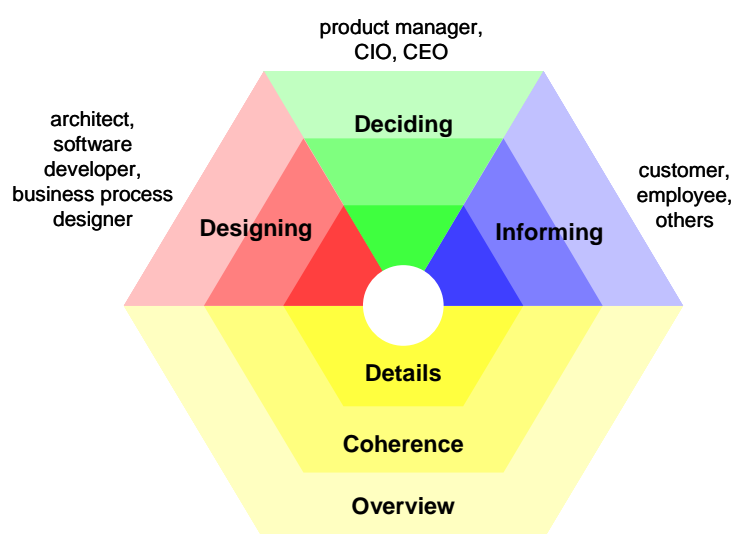 product manager,
CIO, CEO
Deciding
architect,
software
developer,
business process
designer
Designing
Informing
customer,
employee,
others
Details
Coherence
Overview